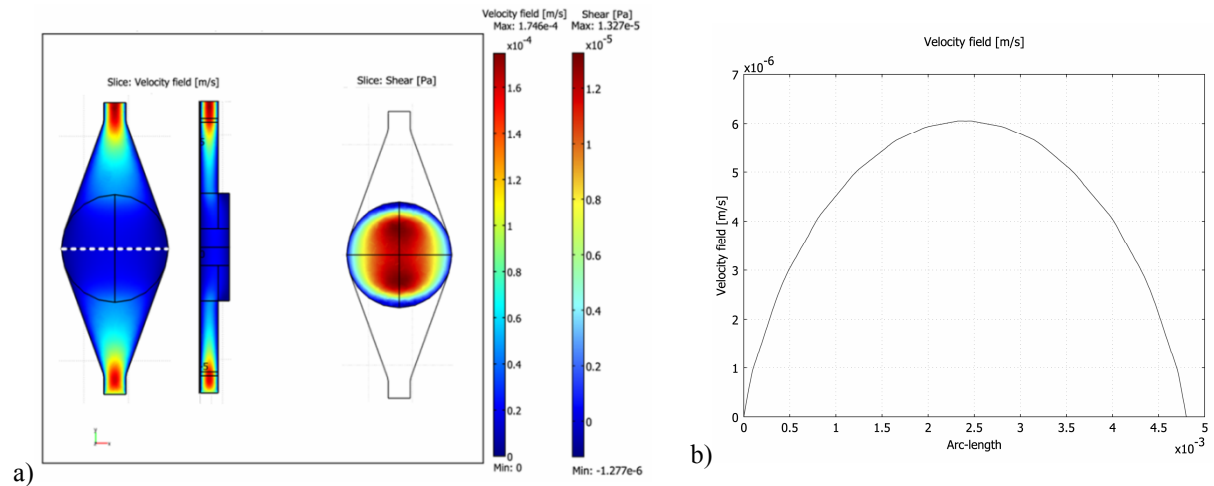 Velocity field [m/s]
Max: 1.746e-4
x10⁻⁴
Shear [Pa]
Max: 1.327e-5
x10⁻⁵
Slice: Velocity field [m/s]
Slice: Shear [Pa]
1.6
1.4
1.2
1
0.8
0.6
0.4
0.2
0
Min: 0
1.2
1
0.8
0.6
0.4
0.2
0
Min: -1.277e-6
a)
Velocity field [m/s]
x10⁻⁶
7
6
5
4
3
2
1
0
Velocity field [m/s]
0 0.5 1 1.5 2 2.5 3 3.5 4 4.5 5
Arc-length
x10⁻³
b)